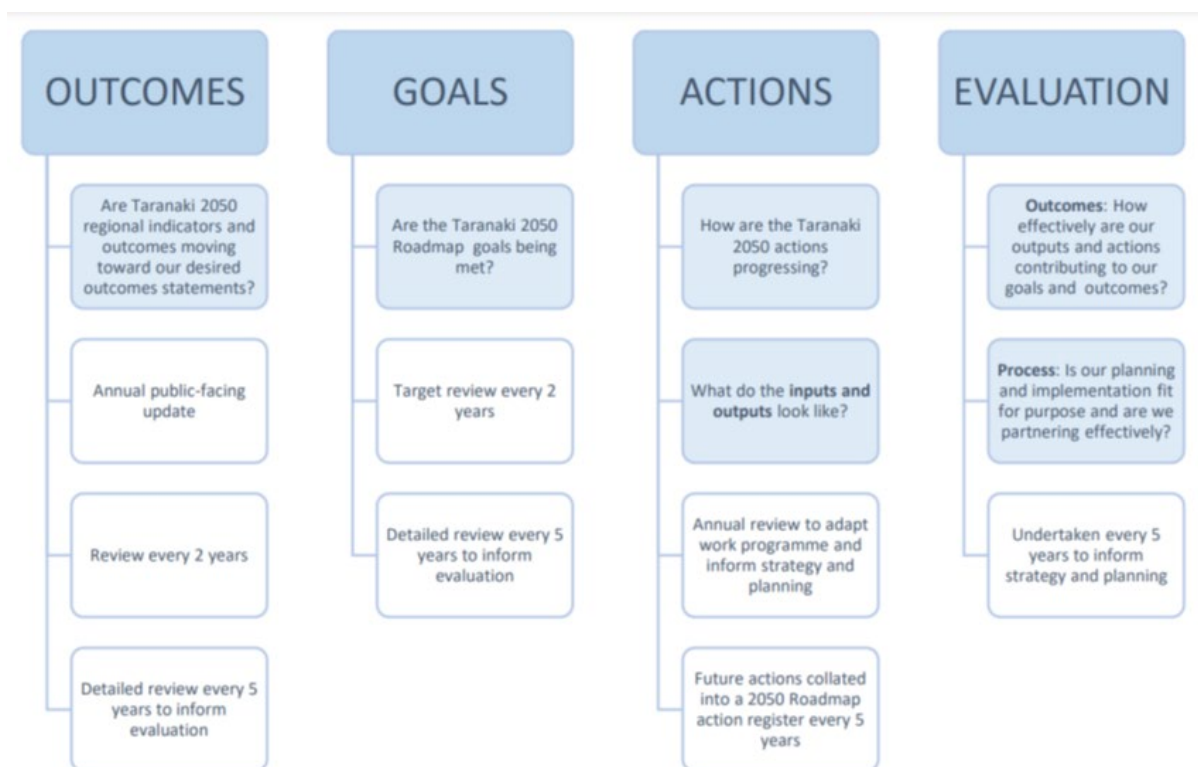 OUTCOMES
Are Taranaki 2050
regional indicators and
outcomes moving
toward our desired
outcomes statements?
Annual public-facing
update
Review every 2 years
Detailed review every 5
years to inform
evaluation
GOALS
Are the Taranaki 2050
Roadmap goals being
met?
Target review every 2
years
Detailed review every 5
years to inform
evaluation
ACTIONS
How are the Taranaki
2050 actions
progressing?
What do the inputs and
outputs look like?
Annual review to adapt
work programme and
inform strategy and
planning
Future actions collated
into a 2050 Roadmap
action register every 5
years
EVALUATION
Outcomes: How
effectively are our
outputs and actions
contributing to our
goals and outcomes?
Process: Is our planning
and implementation fit
for purpose and are we
partnering effectively?
Undertaken every 5
years to inform
strategy and planning